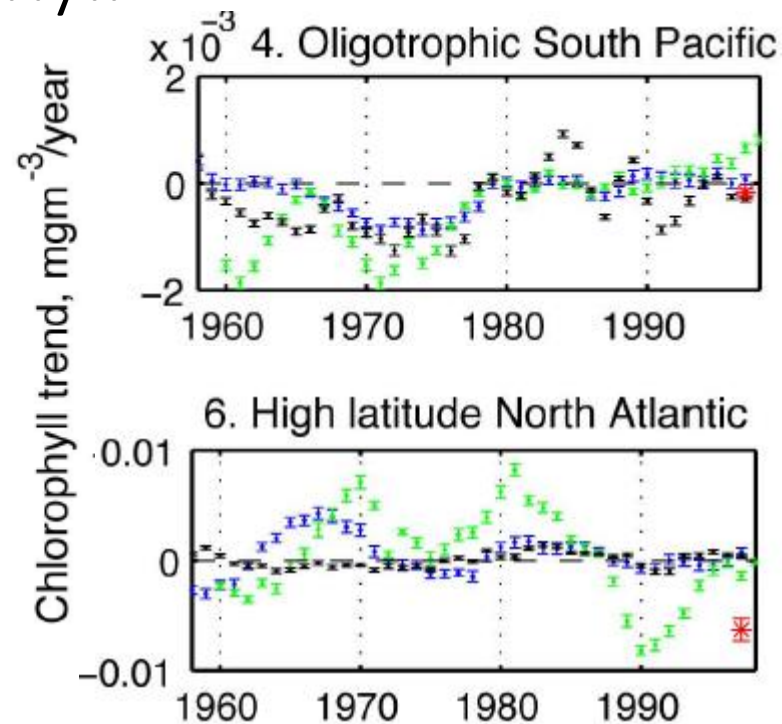 x 10⁻³ 4. Oligotrophic South Pacific
2
0
−2
1960 1970 1980 1990
Chlorophyll trend, mgm⁻³/year
6. High latitude North Atlantic
0.01
0
−0.01
1960 1970 1980 1990